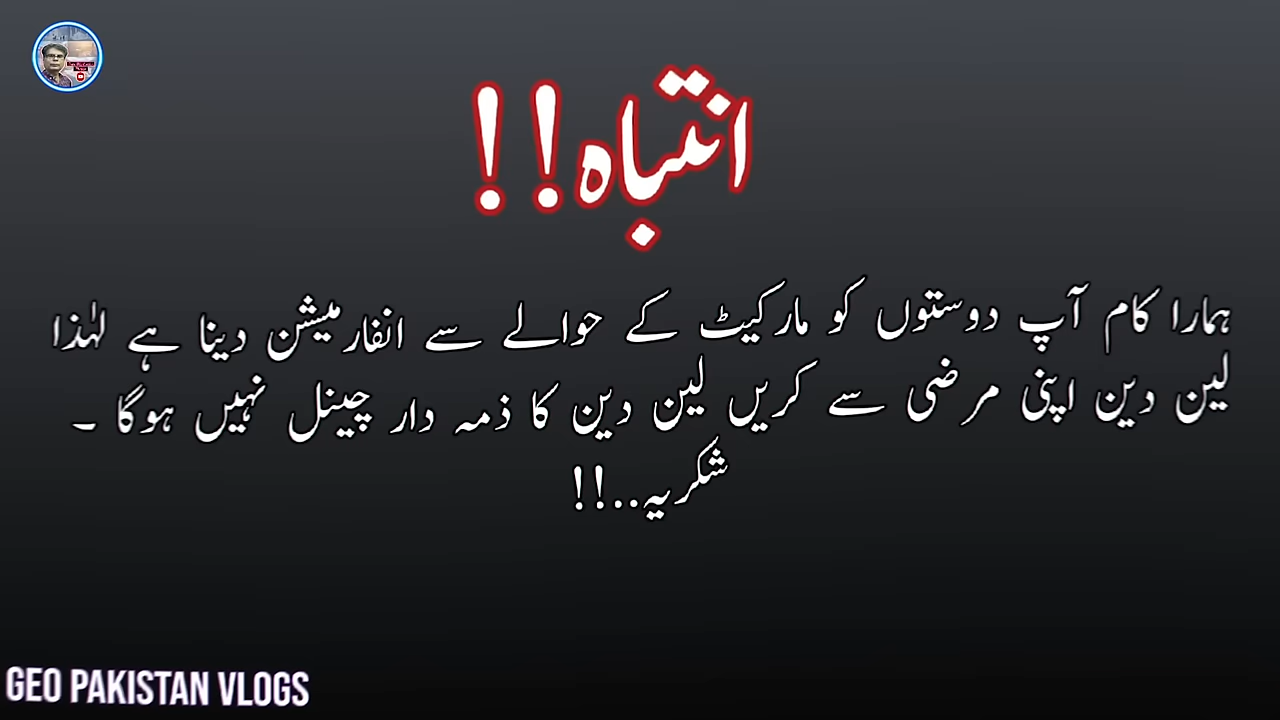 انتباہ!!
ہمارا کام آپ دوستوں کو مارکیٹ کے حوالے سے انفارمیشن دینا ہے لہٰذا
لین دین اپنی مرضی سے کریں لین دین کا ذمہ دار چینل نہیں ہوگا ۔
شکریہ..!!
GEO PAKISTAN VLOGS